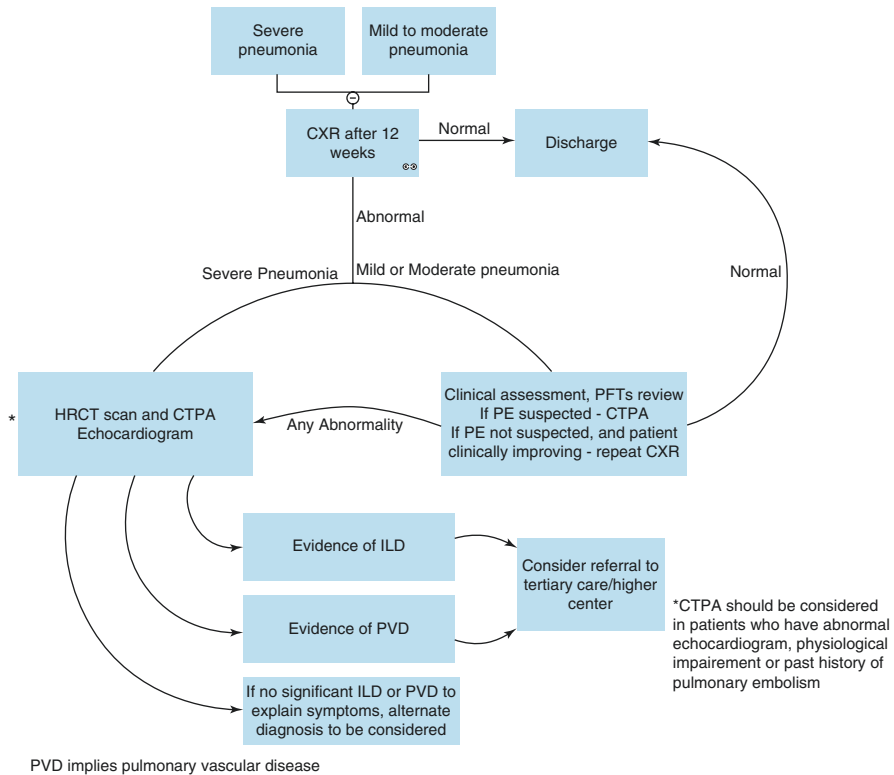 Severe
pneumonia
Mild to moderate
pneumonia
CXR after 12
weeks
Normal
Discharge
Abnormal
Severe Pneumonia
Mild or Moderate pneumonia
Normal
*
HRCT scan and CTPA
Echocardiogram
Any Abnormality
Clinical assessment, PFTs review
If PE suspected - CTPA
If PE not suspected, and patient
clinically improving - repeat CXR
Evidence of ILD
Evidence of PVD
Consider referral to
tertiary care/higher
center
If no significant ILD or PVD to
explain symptoms, alternate
diagnosis to be considered
*CTPA should be considered
in patients who have abnormal
echocardiogram, physiological
impairement or past history of
pulmonary embolism
PVD implies pulmonary vascular disease